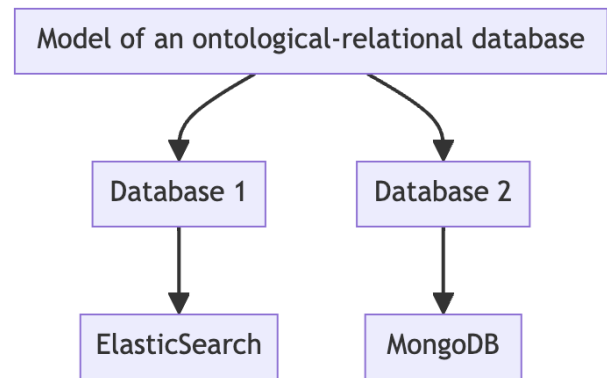 Model of an ontological-relational database
Database 1
Database 2
ElasticSearch
MongoDB